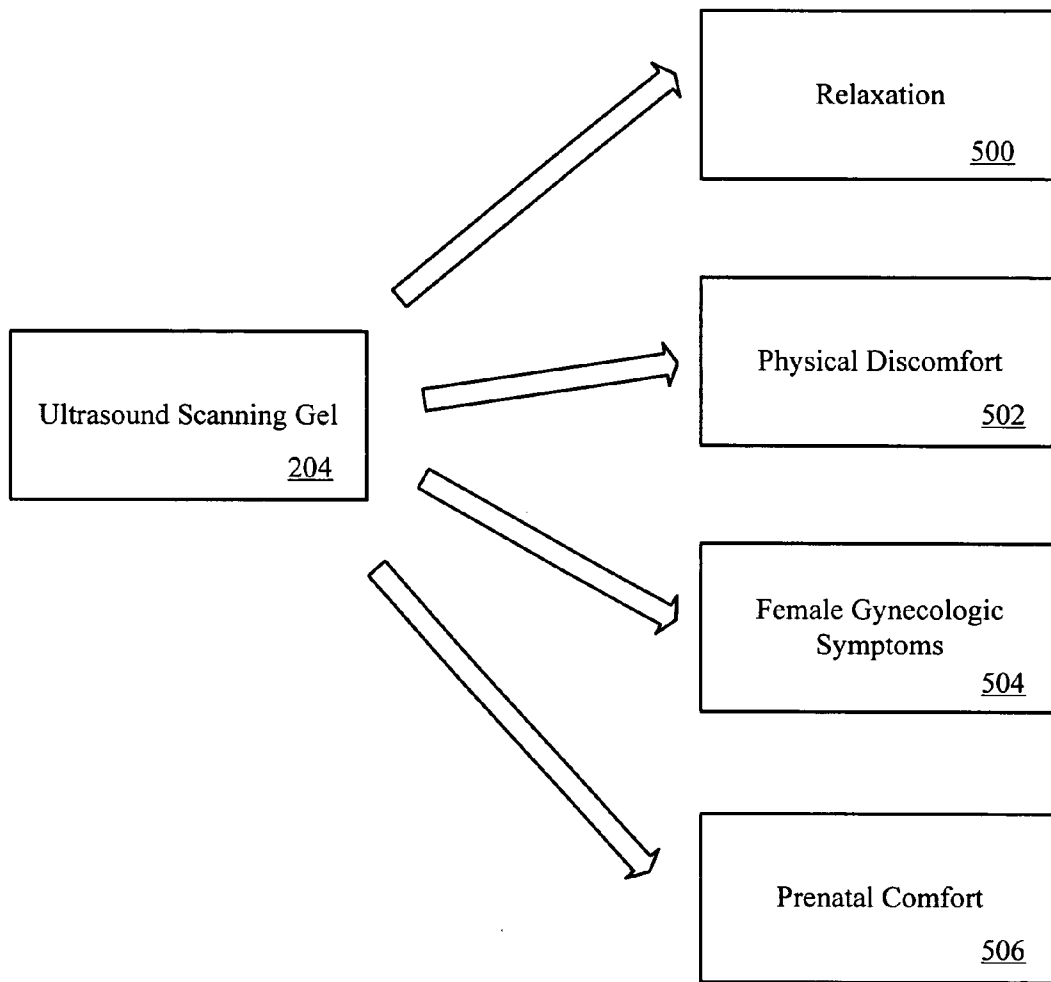 Relaxation
500
Physical Discomfort
502
Ultrasound Scanning Gel
204
Female Gynecologic
Symptoms
504
Prenatal Comfort
506